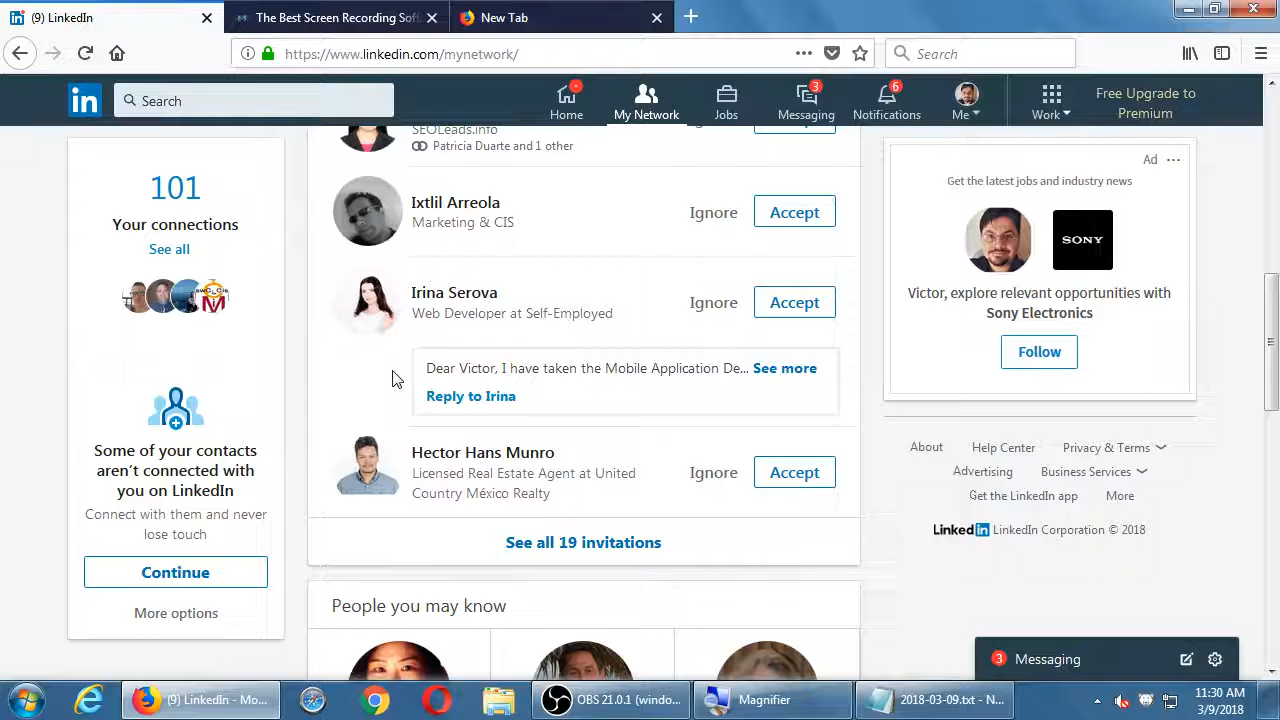 (9) LinkedIn
The Best Screen Recording Sof
New Tab
https://www.linkedin.com/mynetwork/
Search
in
Search
Home
My Network
Jobs
3
Messaging
6
Notifications
Me
Work
Free Upgrade to
Premium
101
Your connections
See all
Some of your contacts
aren't connected with
you on LinkedIn
Connect with them and never
lose touch
Continue
More options
SEOLeads.info
Patricia Duarte and 1 other
Ignore
Ixtlil Arreola
Marketing & CIS
Ignore
Accept
Irina Serova
Web Developer at Self-Employed
Ignore
Accept
Dear Victor, I have taken the Mobile Application De... See more
Reply to Irina
Hector Hans Munro
Licensed Real Estate Agent at United
Country México Realty
Ignore
Accept
See all 19 invitations
People you may know
Ad
Get the latest jobs and industry news
SONY
Victor, explore relevant opportunities with
Sony Electronics
Follow
About
Help Center
Privacy & Terms
Advertising
Business Services
Get the LinkedIn app
More
LinkedIn LinkedIn Corporation © 2018
3 Messaging
(9) LinkedIn - Mo...
OBS 21.0.1 (windo...
Magnifier
2018-03-09.txt - N...
11:30 AM
3/9/2018